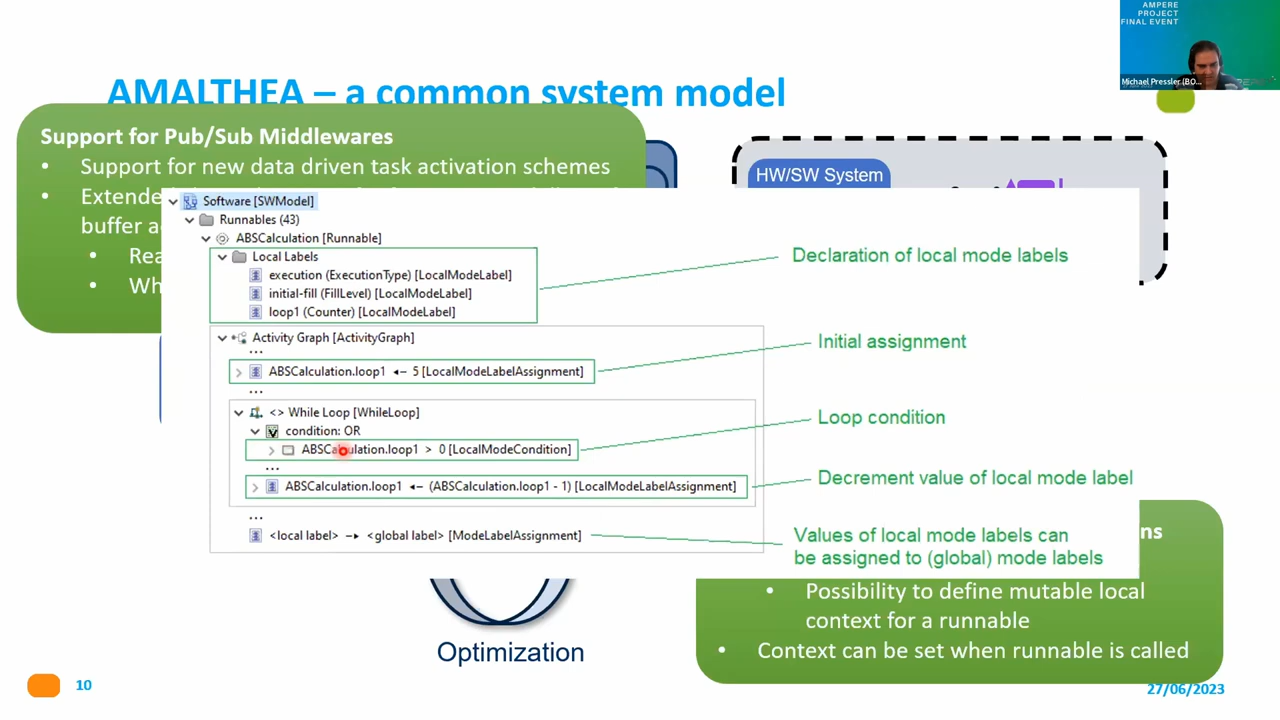 AMPERE
PROJECT
FINAL EVENT
Michael Pressler (BO...
AMALTHEA – a common system model
Support for Pub/Sub Middlewares
• Support for new data driven task activation schemes
• Extende
buffer a
• Rea
• Wh
HW/SW System
Software [SWModel]
Runnables (43)
ABSCalculation [Runnable]
Local Labels
execution (ExecutionType) [LocalModeLabel]
initial-fill (FillLevel) [LocalModeLabel]
loop1 (Counter) [LocalModeLabel]
Declaration of local mode labels
Activity Graph [ActivityGraph]
...
ABSCalculation.loop1 ← 5 [LocalModeLabelAssignment]
Initial assignment
...
<> While Loop [WhileLoop]
condition: OR
ABSCalculation.loop1 > 0 [LocalModeCondition]
Loop condition
...
ABSCalculation.loop1 ← (ABSCalculation.loop1 - 1) [LocalModeLabelAssignment]
Decrement value of local mode label
...
<local label> → <global label> [ModeLabelAssignment]
Values of local mode labels can
be assigned to (global) mode labels
ns
• Possibility to define mutable local
context for a runnable
• Context can be set when runnable is called
Optimization
10
27/06/2023